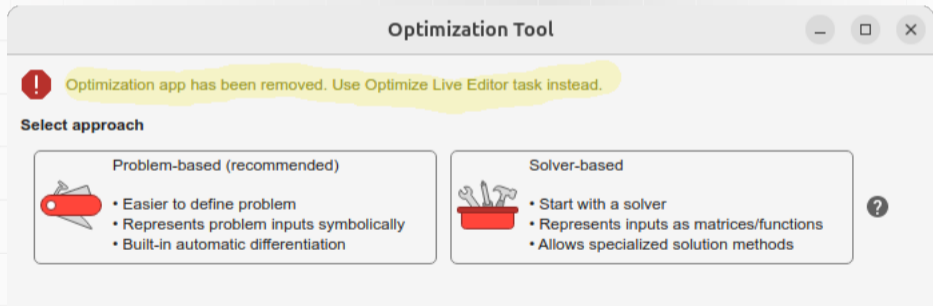 Optimization Tool
Optimization app has been removed. Use Optimize Live Editor task instead.
Select approach
Problem-based (recommended)
• Easier to define problem
• Represents problem inputs symbolically
• Built-in automatic differentiation
Solver-based
• Start with a solver
• Represents inputs as matrices/functions
• Allows specialized solution methods